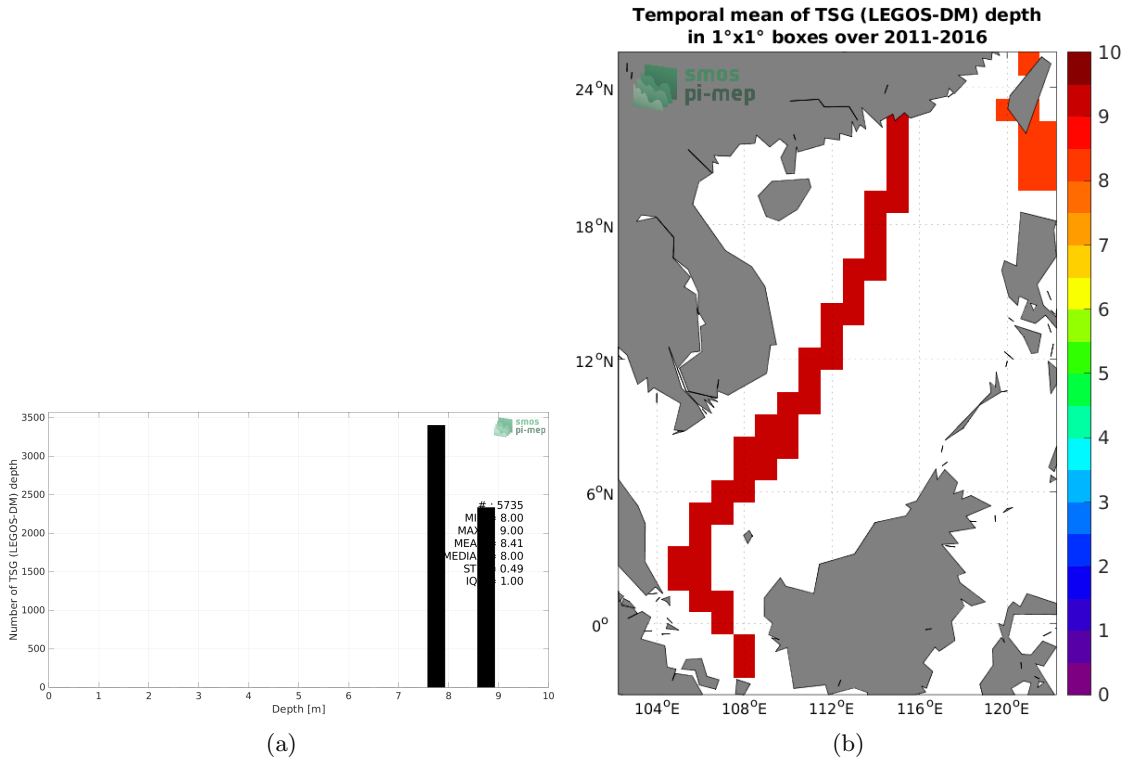 Temporal mean of TSG (LEGOS-DM) depth
in 1°x1° boxes over 2011-2016
smos
pi-mep
24°N
18°N
12°N
6°N
0°
104°E
108°E
112°E
116°E
120°E
10
9
8
7
6
5
4
3
2
1
0
(b)
smos
pi-mep
Number of TSG (LEGOS-DM) depth
3500
3000
2500
2000
1500
1000
500
0
# : 5735
8.00
9.00
8.41
8.00
0.49
1.00
0
1
2
3
4
5
6
7
8
9
10
Depth [m]
(a)